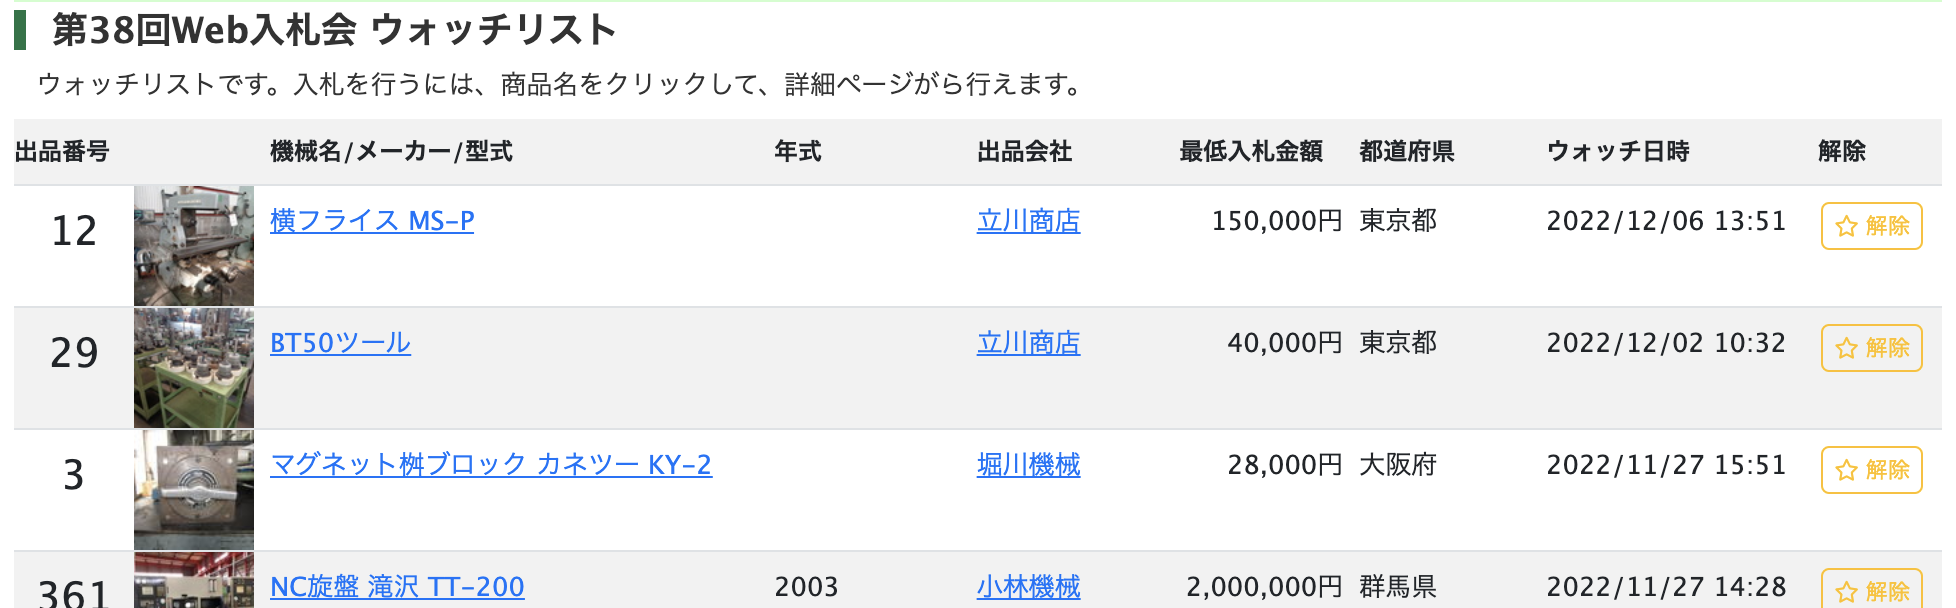 第38回Web入札会 ウォッチリスト
ウォッチリストです。入札を行うには、商品名をクリックして、詳細ページがら行えます。
出品番号 機械名/メーカー/型式 年式 出品会社 最低入札金額 都道府県 ウォッチ日時 解除
12 横フライス MS-P 立川商店 150,000円 東京都 2022/12/06 13:51 ☆ 解除
29 BT50ツール 立川商店 40,000円 東京都 2022/12/02 10:32 ☆ 解除
3 マグネット桝ブロック カネツー KY-2 堀川機械 28,000円 大阪府 2022/11/27 15:51 ☆ 解除
361 NC旋盤 滝沢 TT-200 2003 小林機械 2,000,000円 群馬県 2022/11/27 14:28 ☆ 解除